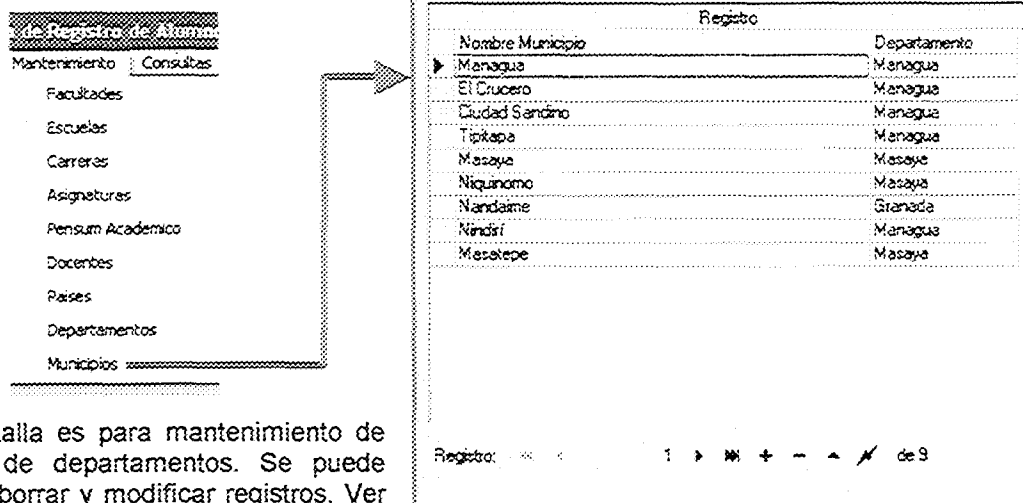 de Registro de Alumno
Mantenimiento Consultas
Facultades
Escuelas
Carreras
Asignaturas
Pensum Academico
Docentes
Paises
Departamentos
Municipios
alla es para mantenimiento de
de departamentos. Se puede
borrar y modificar registros. Ver
Registro
Nombre Municipio Departamento
Managua Managua
El Crucero Managua
Ciudad Sandino Managua
Tipitapa Managua
Masaya Masaya
Niquinomo Masaya
Nandaime Granada
Nindirí Managua
Masatepe Masaya
Registro: 1 de 9